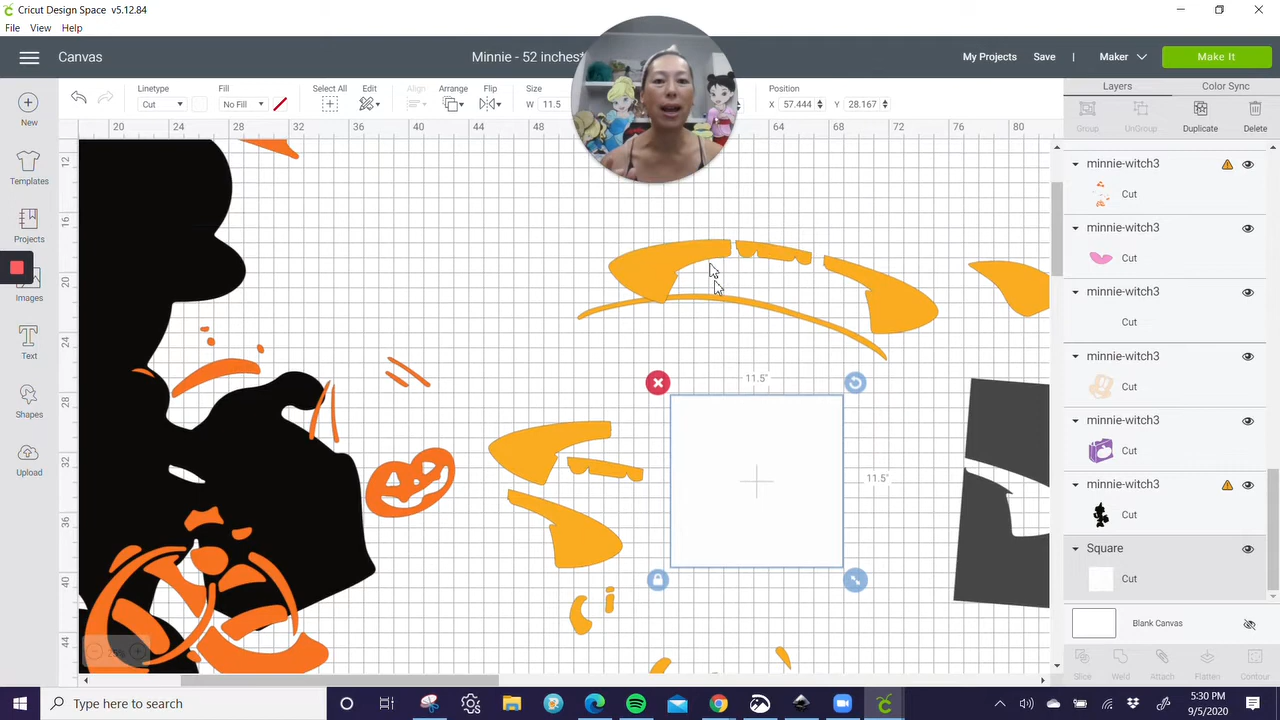 Cricut Design Space v5.12.84
File View Help
Canvas
Minnie - 52 inches*
My Projects Save | Maker Make It
Linetype
Cut
Fill
No Fill
Select All
Edit
Align
Arrange
Flip
Size
W 11.5
Position
X 57.444 Y 28.167
Layers Color Sync
Group UnGroup Duplicate Delete
New
Templates
Projects
Images
Text
Shapes
Upload
20 24 28 32 36 40 44 48 64 68 72 76 80
12
16
20
24
28
32
36
40
44
11.5"
11.5"
minnie-witch3
Cut
minnie-witch3
Cut
minnie-witch3
Cut
minnie-witch3
Cut
minnie-witch3
Cut
minnie-witch3
Cut
Square
Cut
Blank Canvas
Slice Weld Attach Flatten Contour
Type here to search
5:30 PM
9/5/2020